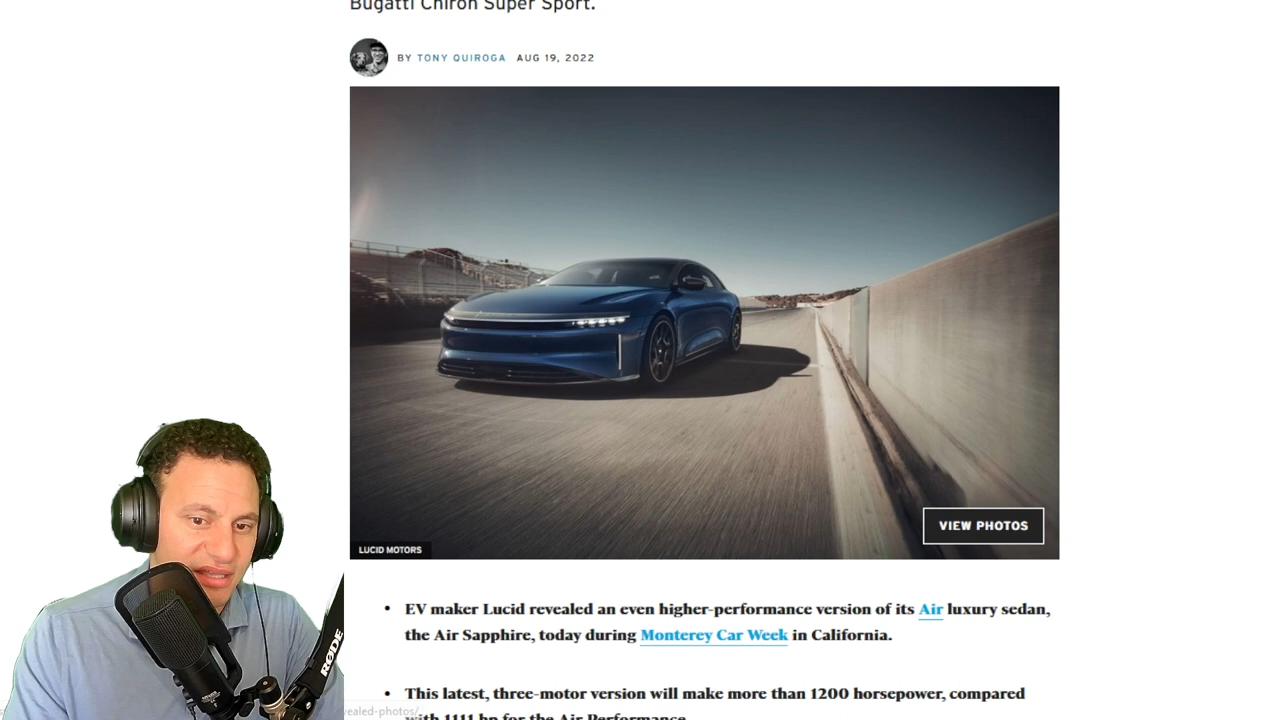 Bugatti Chiron Super Sport.
BY TONY QUIROGA AUG 19, 2022
VIEW PHOTOS
LUCID MOTORS
• EV maker Lucid revealed an even higher-performance version of its Air luxury sedan,
the Air Sapphire, today during Monterey Car Week in California.
• This latest, three-motor version will make more than 1200 horsepower, compared
with 1111 hp for the Air Performance.
vealed-photos/
RØDE